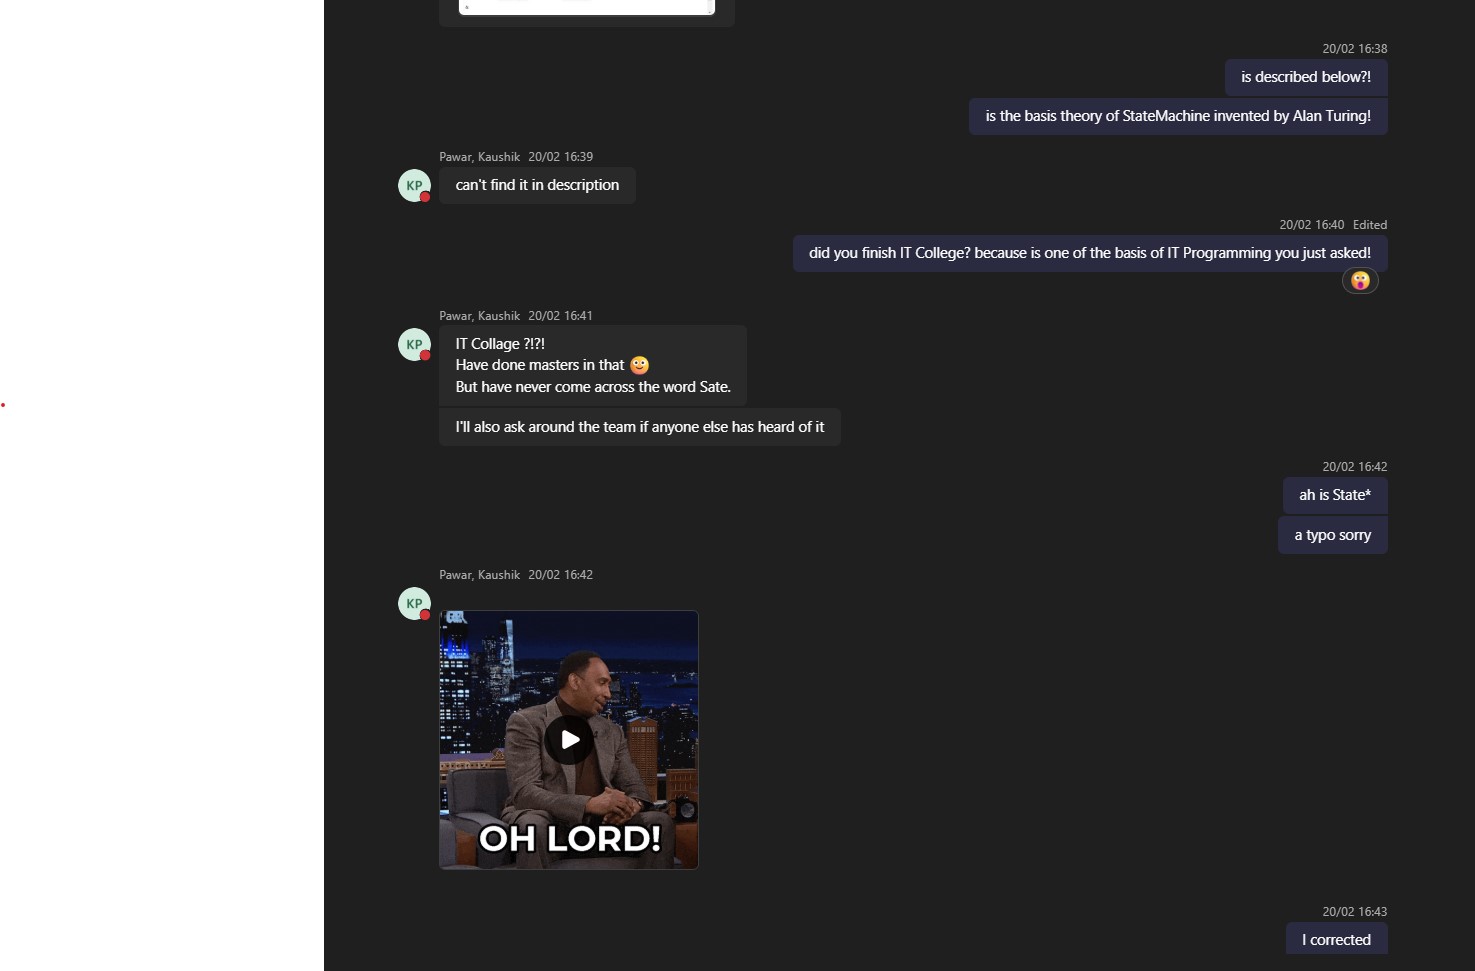 20/02 16:38
is described below?!
is the basis theory of StateMachine invented by Alan Turing!
Pawar, Kaushik 20/02 16:39
KP
can't find it in description
20/02 16:40 Edited
did you finish IT College? because is one of the basis of IT Programming you just asked!
Pawar, Kaushik 20/02 16:41
KP
IT Collage ?!?!
Have done masters in that
But have never come across the word Sate.
I'll also ask around the team if anyone else has heard of it
20/02 16:42
ah is State*
a typo sorry
Pawar, Kaushik 20/02 16:42
KP
OH LORD!
20/02 16:43
I corrected